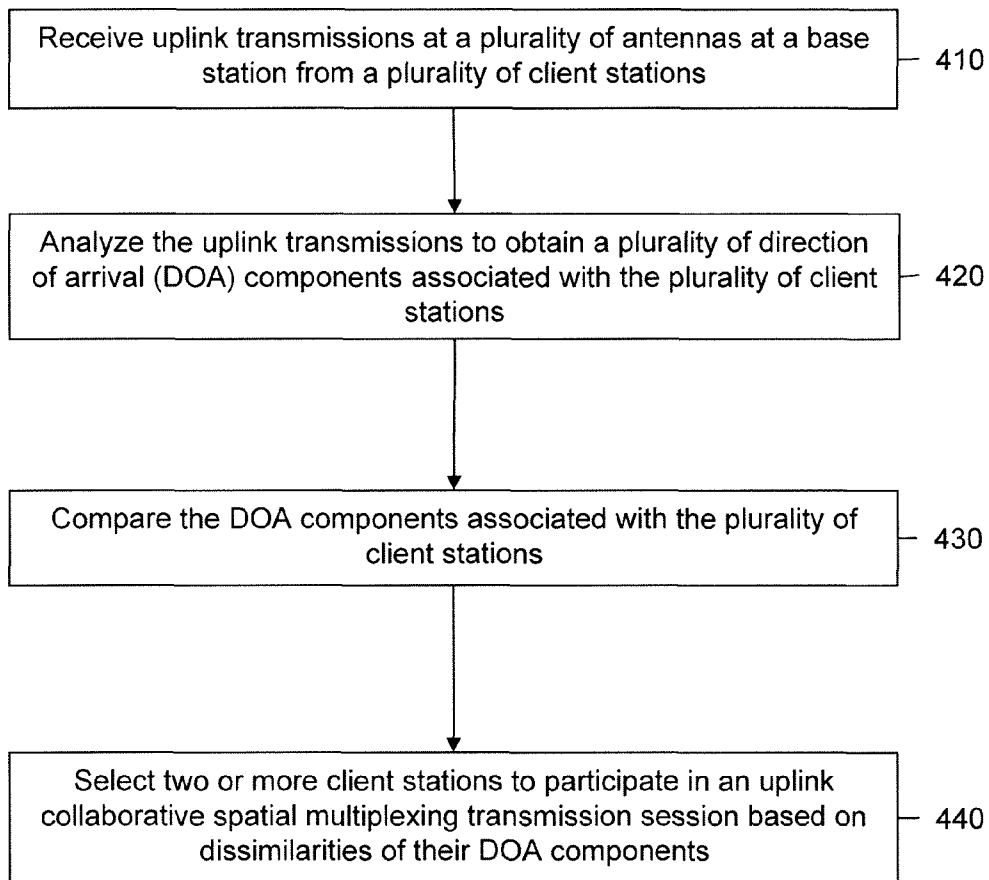 Receive uplink transmissions at a plurality of antennas at a base
station from a plurality of client stations
410
Analyze the uplink transmissions to obtain a plurality of direction
of arrival (DOA) components associated with the plurality of client
stations
420
Compare the DOA components associated with the plurality of
client stations
430
Select two or more client stations to participate in an uplink
collaborative spatial multiplexing transmission session based on
dissimilarities of their DOA components
440